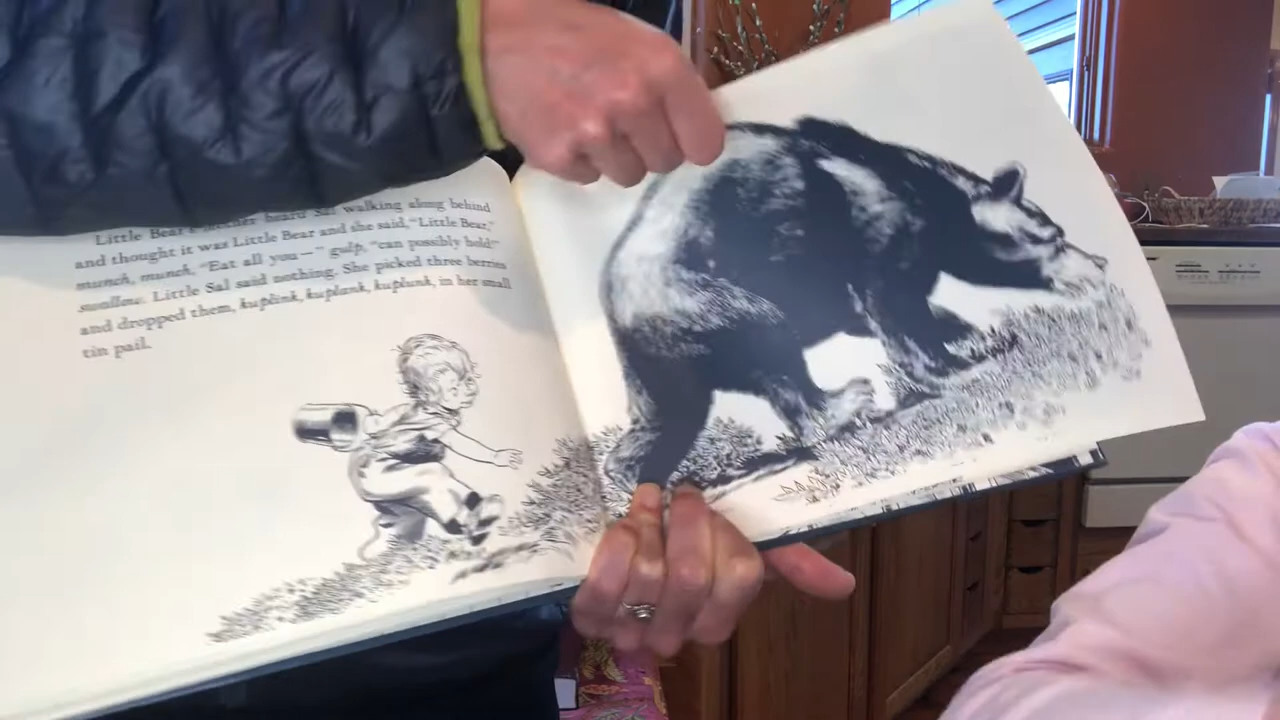 Little Bear's mother heard Sal walking along behind
and thought it was Little Bear and she said, "Little Bear,"
munch, munch. "Eat all you—" gulp, "can possibly hold!"
swallow. Little Sal said nothing. She picked three berries
and dropped them, kuplink, kuplank, kuplunk, in her small
tin pail.